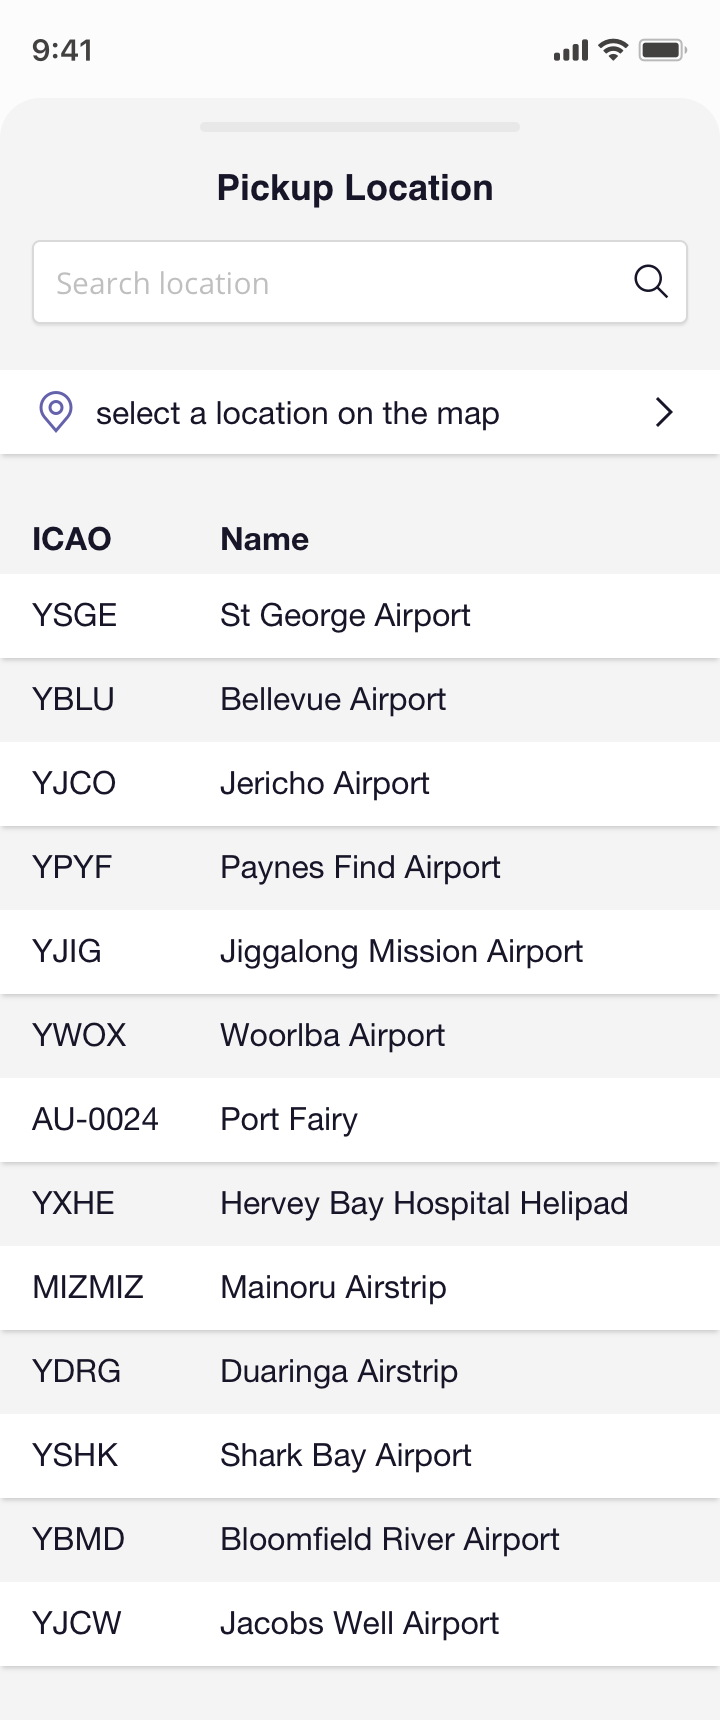 9:41
Pickup Location
Search location
select a location on the map
ICAO Name
YSGE St George Airport
YBLU Bellevue Airport
YJCO Jericho Airport
YPYF Paynes Find Airport
YJIG Jiggalong Mission Airport
YWOX Woorlba Airport
AU-0024 Port Fairy
YXHE Hervey Bay Hospital Helipad
MIZMIZ Mainoru Airstrip
YDRG Duaringa Airstrip
YSHK Shark Bay Airport
YBMD Bloomfield River Airport
YJCW Jacobs Well Airport